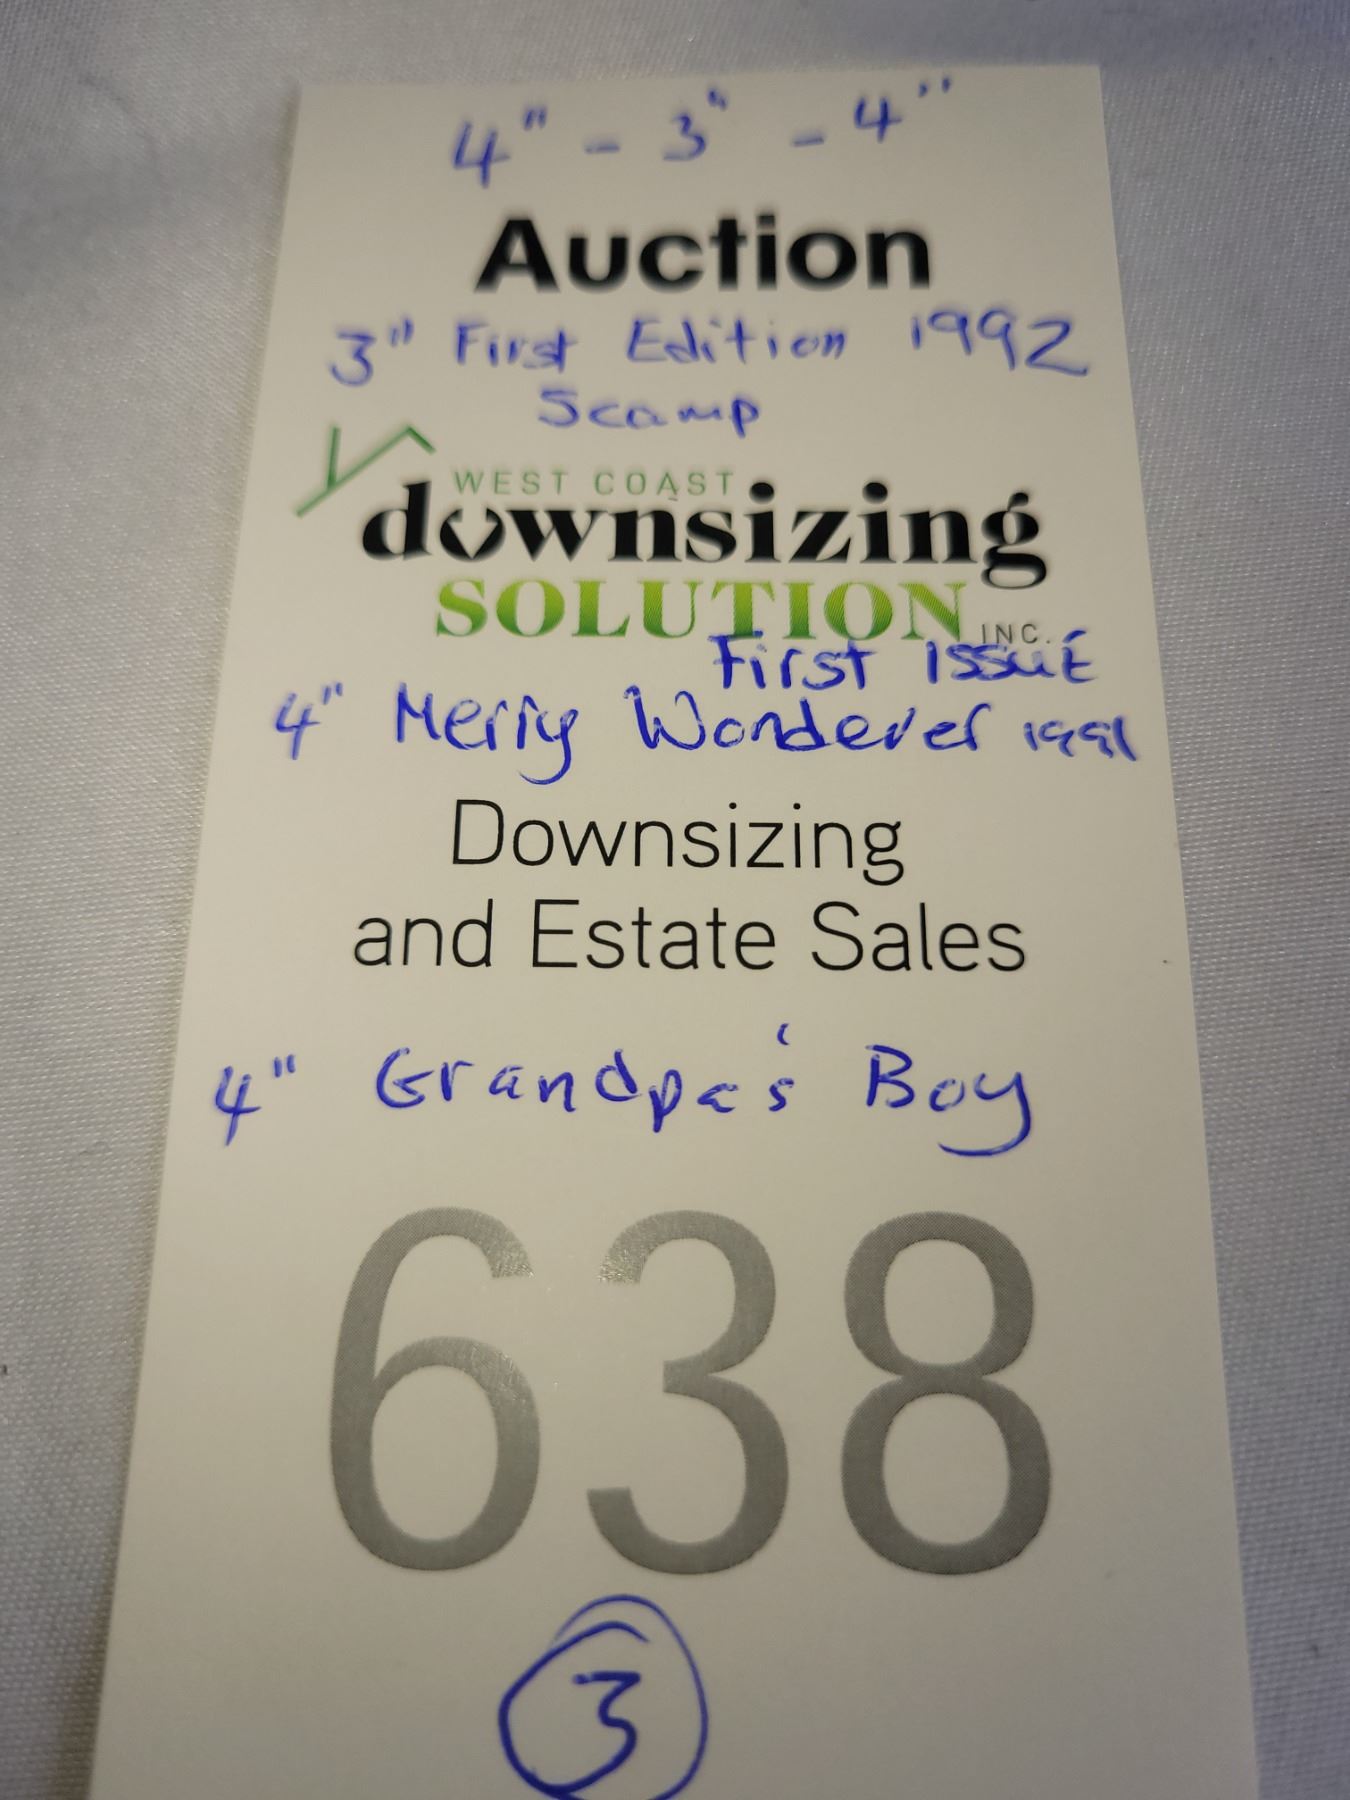 4" - 3" - 4"
Auction
3" First Edition 1992
Scamp
WEST COAST
downsizing
SOLUTION INC.
First Issue
4" Merry Wonderer 1991
Downsizing
and Estate Sales
4" Grandpa's Boy
638
3